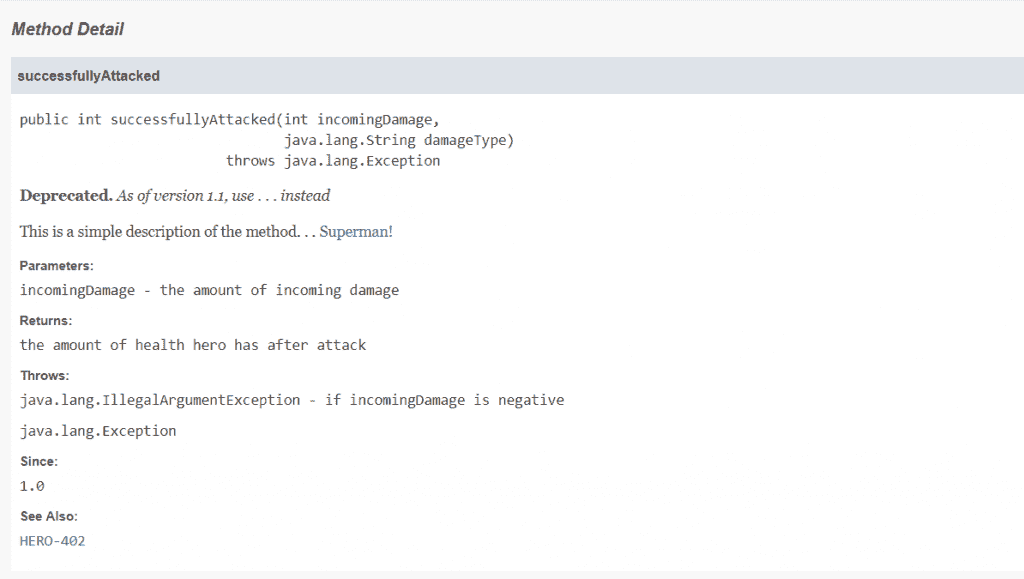 Method Detail
successfullyAttacked
public int successfullyAttacked(int incomingDamage,
java.lang.String damageType)
throws java.lang.Exception
Deprecated. As of version 1.1, use . . . instead
This is a simple description of the method. . . Superman!
Parameters:
incomingDamage - the amount of incoming damage
Returns:
the amount of health hero has after attack
Throws:
java.lang.IllegalArgumentException - if incomingDamage is negative
java.lang.Exception
Since:
1.0
See Also:
HERO-402